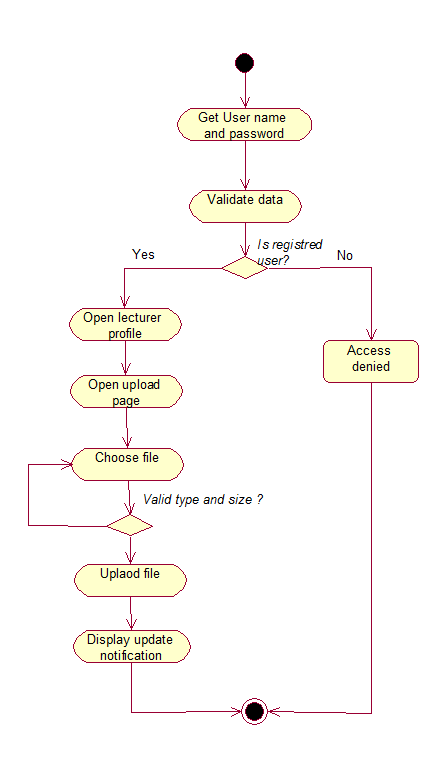 Get User name
and password
Validate data
Is registred
user?
Yes
No
Open lecturer
profile
Access
denied
Open upload
page
Choose file
Valid type and size ?
Uplaod file
Display update
notification